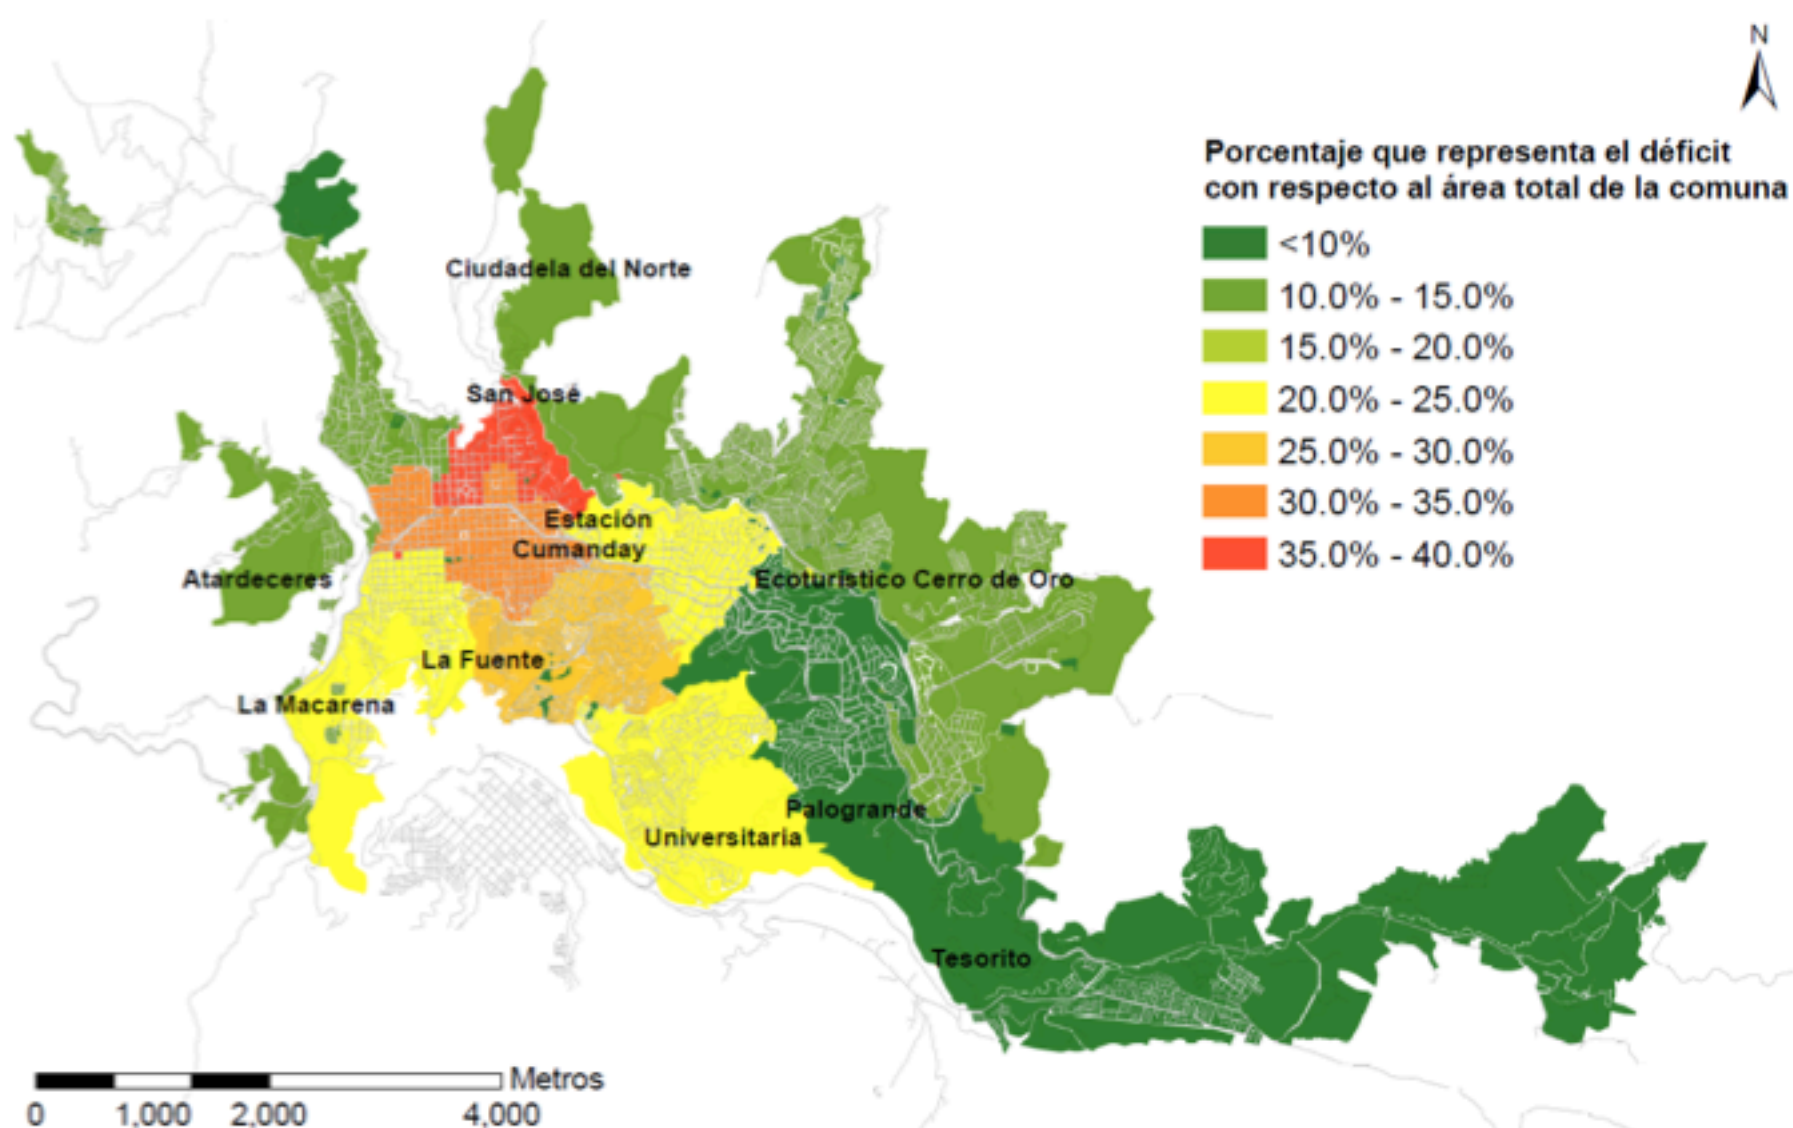 N
Porcentaje que representa el déficit
con respecto al área total de la comuna
<10%
10.0% - 15.0%
15.0% - 20.0%
20.0% - 25.0%
25.0% - 30.0%
30.0% - 35.0%
35.0% - 40.0%
Ciudadela del Norte
San José
Estación
Cumanday
Atardeceres
Ecoturístico Cerro de Oro
La Fuente
La Macarena
Palogrande
Universitaria
Tesorito
Metros
0 1,000 2,000 4,000